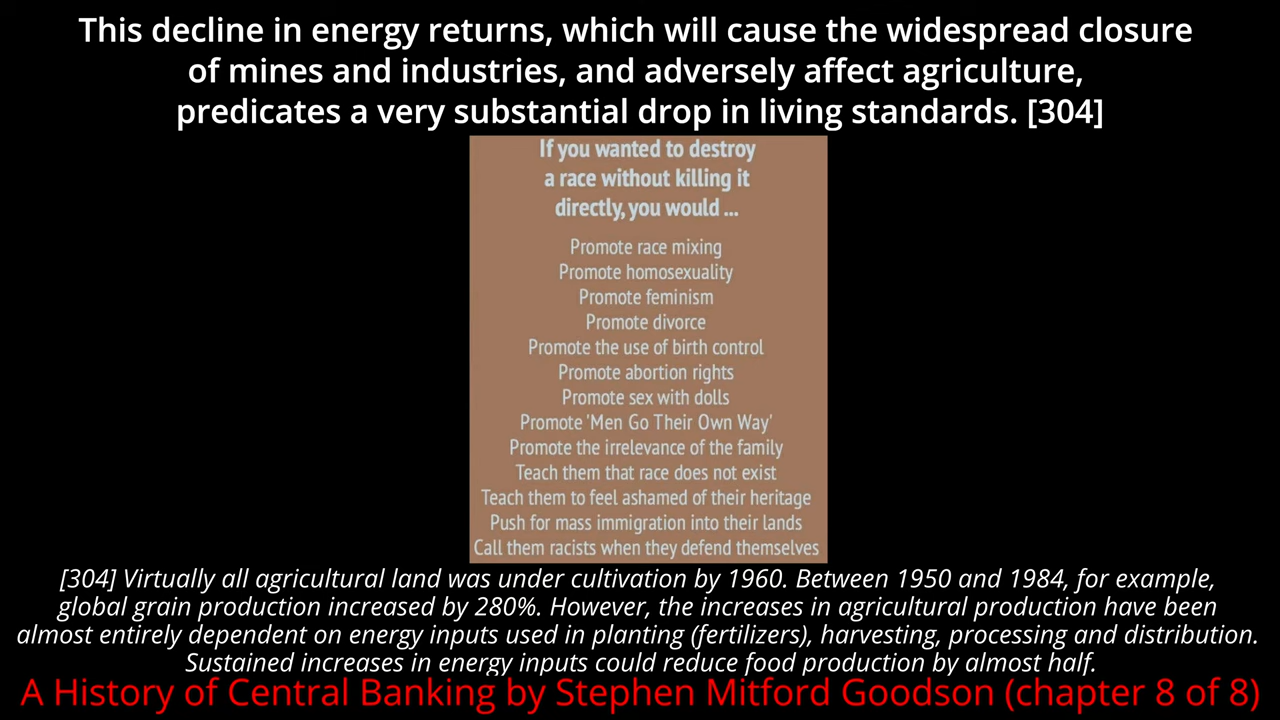 This decline in energy returns, which will cause the widespread closure
of mines and industries, and adversely affect agriculture,
predicates a very substantial drop in living standards. [304]
If you wanted to destroy
a race without killing it
directly, you would ...
Promote race mixing
Promote homosexuality
Promote feminism
Promote divorce
Promote the use of birth control
Promote abortion rights
Promote sex with dolls
Promote 'Men Go Their Own Way'
Promote the irrelevance of the family
Teach them that race does not exist
Teach them to feel ashamed of their heritage
Push for mass immigration into their lands
Call them racists when they defend themselves
[304] Virtually all agricultural land was under cultivation by 1960. Between 1950 and 1984, for example,
global grain production increased by 280%. However, the increases in agricultural production have been
almost entirely dependent on energy inputs used in planting (fertilizers), harvesting, processing and distribution.
Sustained increases in energy inputs could reduce food production by almost half.
A History of Central Banking by Stephen Mitford Goodson (chapter 8 of 8)